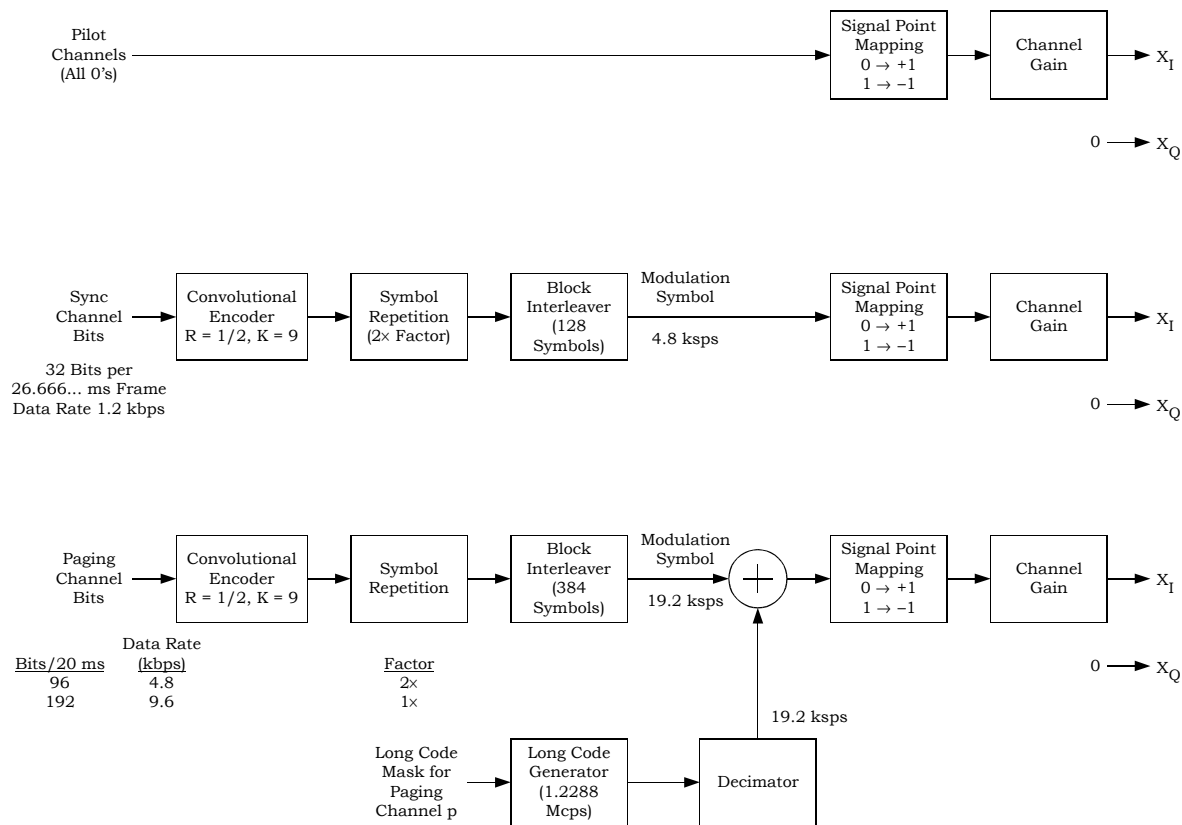 Pilot
Channels
(All 0's)
Signal Point
Mapping
0 → +1
1 → –1
Channel
Gain
X_I
0
X_Q
Sync
Channel
Bits
32 Bits per
26.666... ms Frame
Data Rate 1.2 kbps
Convolutional
Encoder
R = 1/2, K = 9
Symbol
Repetition
(2× Factor)
Block
Interleaver
(128
Symbols)
Modulation
Symbol
4.8 ksps
Signal Point
Mapping
0 → +1
1 → –1
Channel
Gain
X_I
0
X_Q
Paging
Channel
Bits
Convolutional
Encoder
R = 1/2, K = 9
Symbol
Repetition
Block
Interleaver
(384
Symbols)
Modulation
Symbol
19.2 ksps
Signal Point
Mapping
0 → +1
1 → –1
Channel
Gain
X_I
0
X_Q
Data Rate
Bits/20 ms (kbps) Factor
96 4.8 2×
192 9.6 1×
19.2 ksps
Long Code
Mask for
Paging
Channel p
Long Code
Generator
(1.2288
Mcps)
Decimator